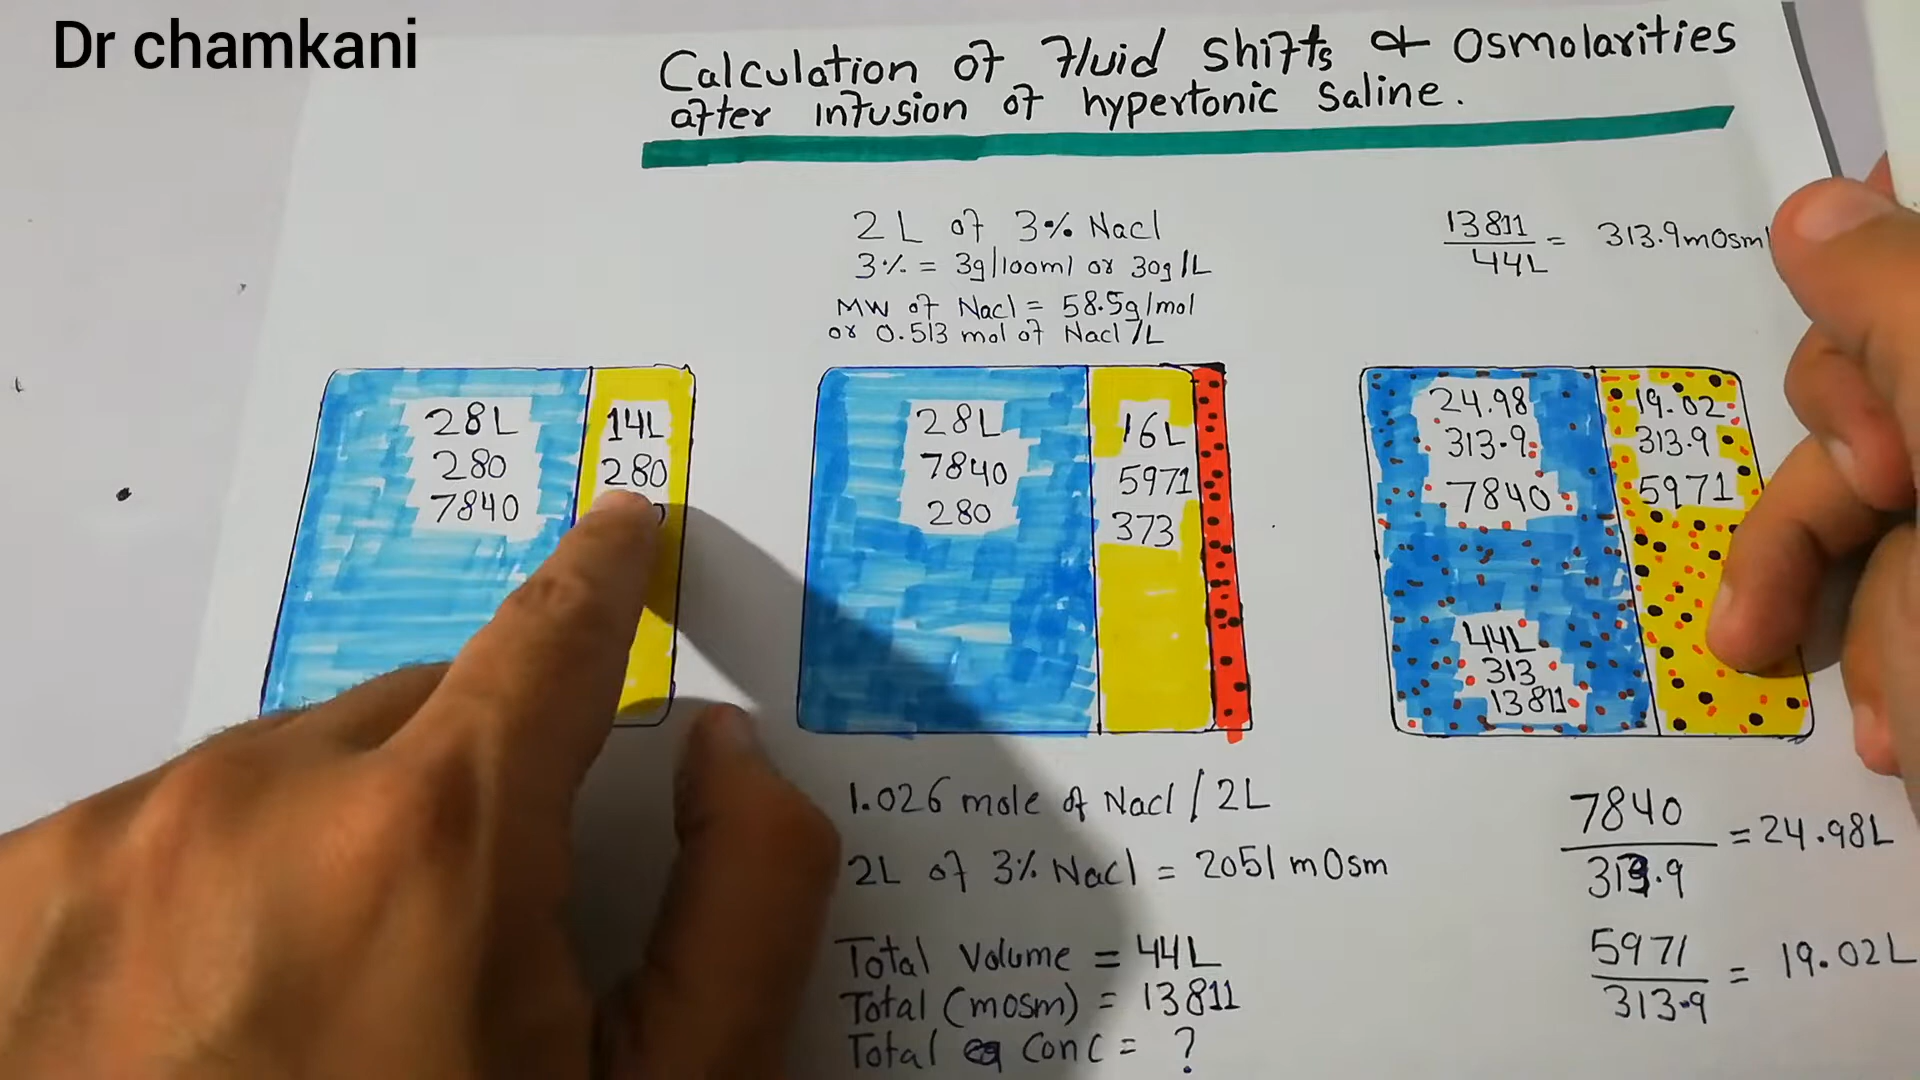 Dr chamkani
Calculation of Fluid Shifts & Osmolarities
after infusion of hypertonic Saline.
2 L of 3% Nacl
3% = 3g/100ml or 30g/L
MW of Nacl = 58.5g/mol
or 0.513 mol of Nacl/L
13811
44L
= 313.9mOsm
28L
280
7840
14L
280
28L
7840
280
16L
5971
373
24.98
313.9
7840
44L
313
13811
19.02
313.9
5971
1.026 mole of Nacl / 2L
2L of 3% Nacl = 2051 mOsm
Total Volume = 44L
Total (mosm) = 13811
Total Conc = ?
7840
313.9
= 24.98L
5971
313.9
= 19.02L